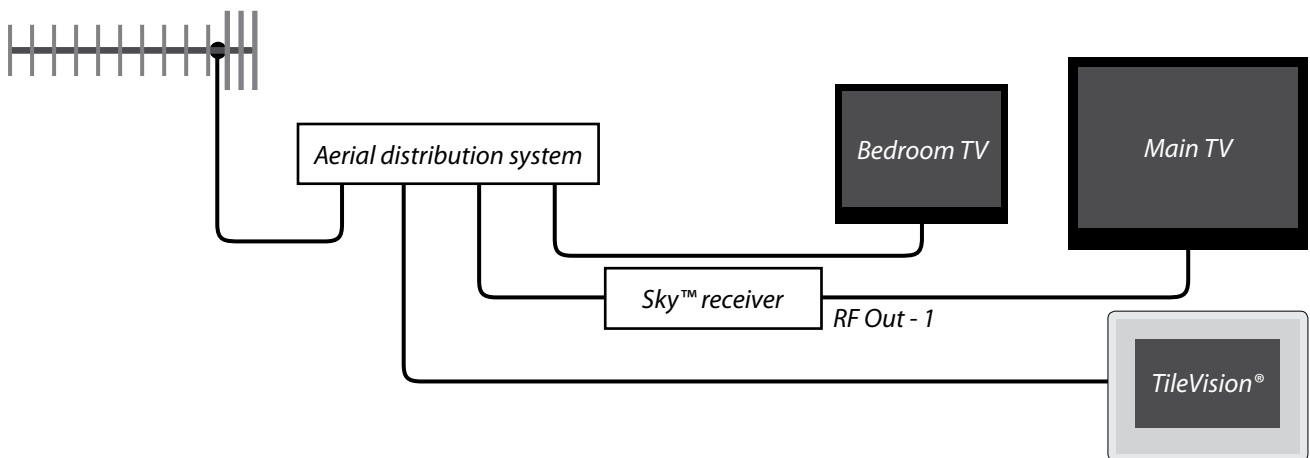 Aerial distribution system
Bedroom TV
Main TV
Sky™ receiver
RF Out - 1
TileVision®